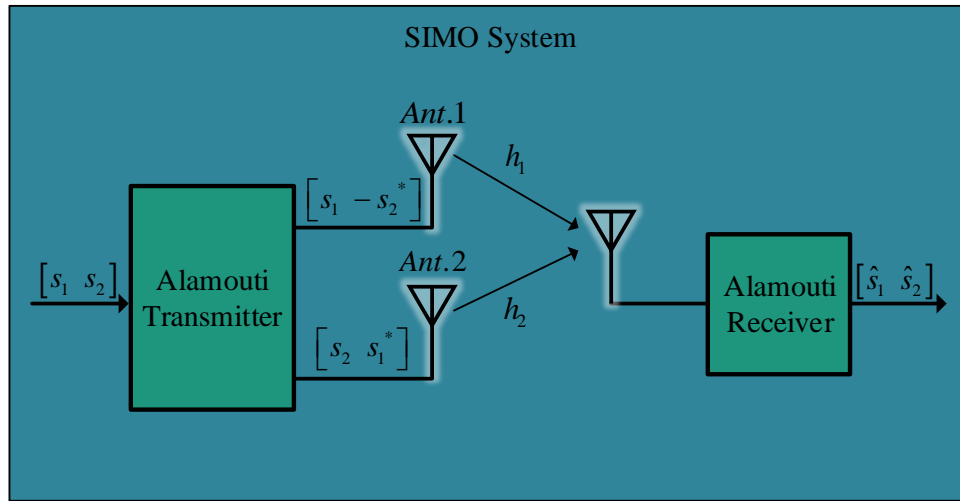 SIMO System
Ant.1
h₁
[s₁ −s₂*]
[s₁ s₂]
Alamouti
Transmitter
Ant.2
h₂
[s₂ s₁*]
Alamouti
Receiver
[ŝ₁ ŝ₂]